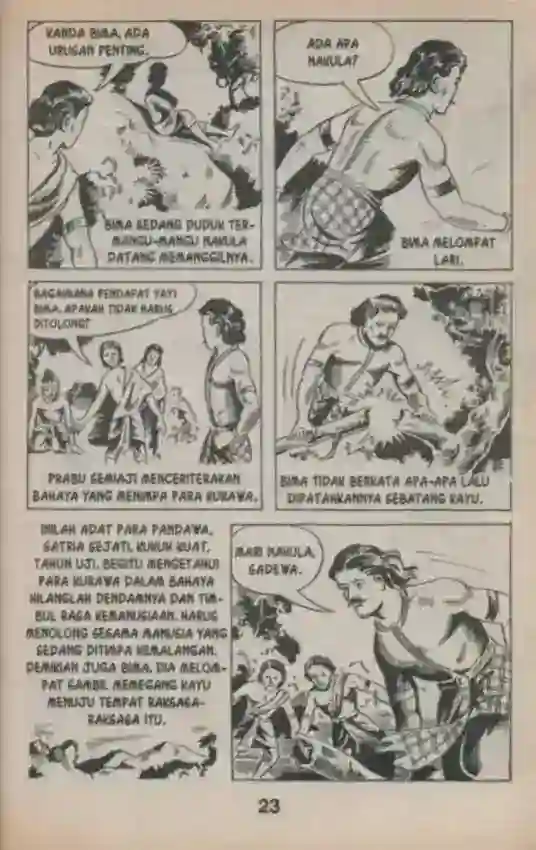 KANDA BIMA, ADA
URUSAN PENTING.
BIMA SEDANG DUDUK TER-
MANGU-MANGU NAKULA
DATANG MEMANGGILNYA.
ADA APA
NAKULA?
BIMA MELOMPAT
LARI.
BAGAIMANA PENDAPAT YAYI
BIMA, APAKAH TIDAK HARUS
DITOLONG?
PRABU SEMIAJI MENCERITERAKAN
BAHAYA YANG MENIMPA PARA KURAWA.
BIMA TIDAK BERKATA APA-APA LALU
DIPATAHKANNYA SEBATANG KAYU.
INILAH ADAT PARA PANDAWA,
SATRIA SEJATI, KUKUH KUAT,
TAHUN UJI. BEGITU MENGETAHUI
PARA KURAWA DALAM BAHAYA
HILANGLAH DENDAMNYA DAN TIM-
BUL RASA KEMANUSIAAN. HARUS
MENOLONG SESAMA MANUSIA YANG
SEDANG DITIMPA KEMALANGAN.
DEMIKIAN JUGA BIMA. DIA MELOM-
PAT SAMBIL MEMEGANG KAYU
MENUJU TEMPAT RAKSASA-
RAKSASA ITU.
MARI NAKULA,
SADEWA.
23